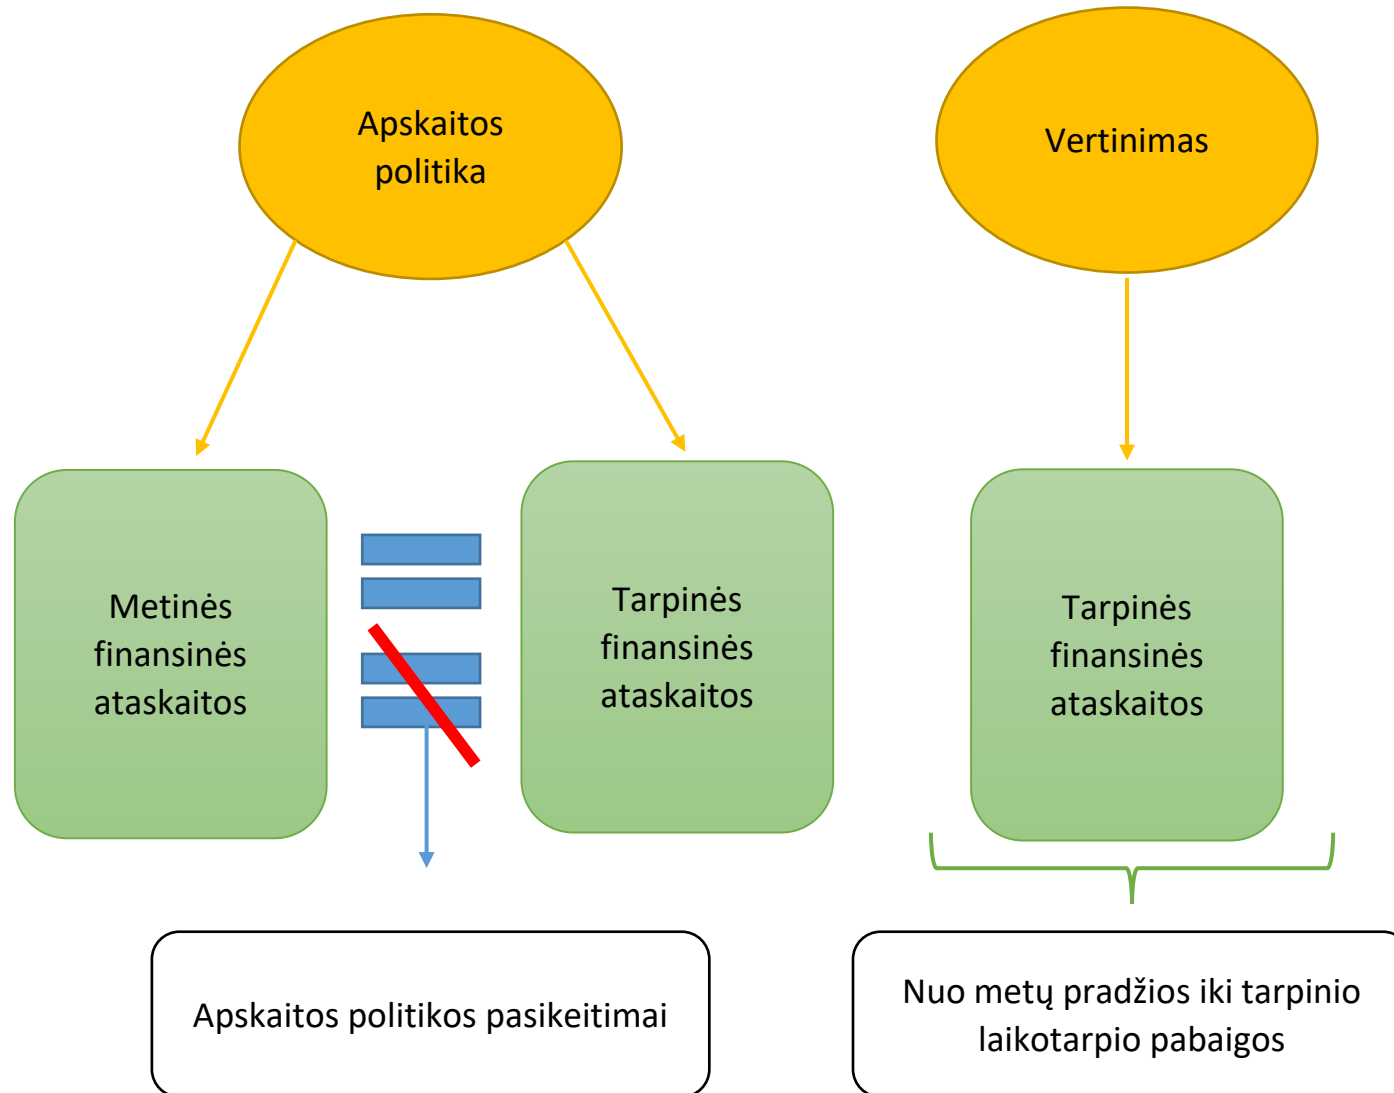 Apskaitos
politika
Vertinimas
Metinės
finansinės
ataskaitos
Tarpinės
finansinės
ataskaitos
Tarpinės
finansinės
ataskaitos
Apskaitos politikos pasikeitimai
Nuo metų pradžios iki tarpinio
laikotarpio pabaigos